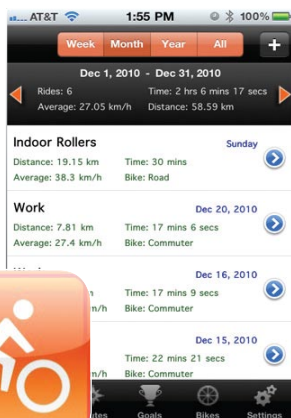 AT&T 1:55 PM 100%
Week Month Year All +
Dec 1, 2010 - Dec 31, 2010
Rides: 6 Time: 2 hrs 6 mins 17 secs
Average: 27.05 km/h Distance: 58.59 km
Indoor Rollers Sunday
Distance: 19.15 km Time: 30 mins
Average: 38.3 km/h Bike: Road
Work Dec 20, 2010
Distance: 7.81 km Time: 17 mins 6 secs
Average: 27.4 km/h Bike: Commuter
Dec 16, 2010
Time: 17 mins 9 secs
m/h Bike: Commuter
Dec 15, 2010
Time: 22 mins 21 secs
m/h Bike: Commuter
utes Goals Bikes Settings